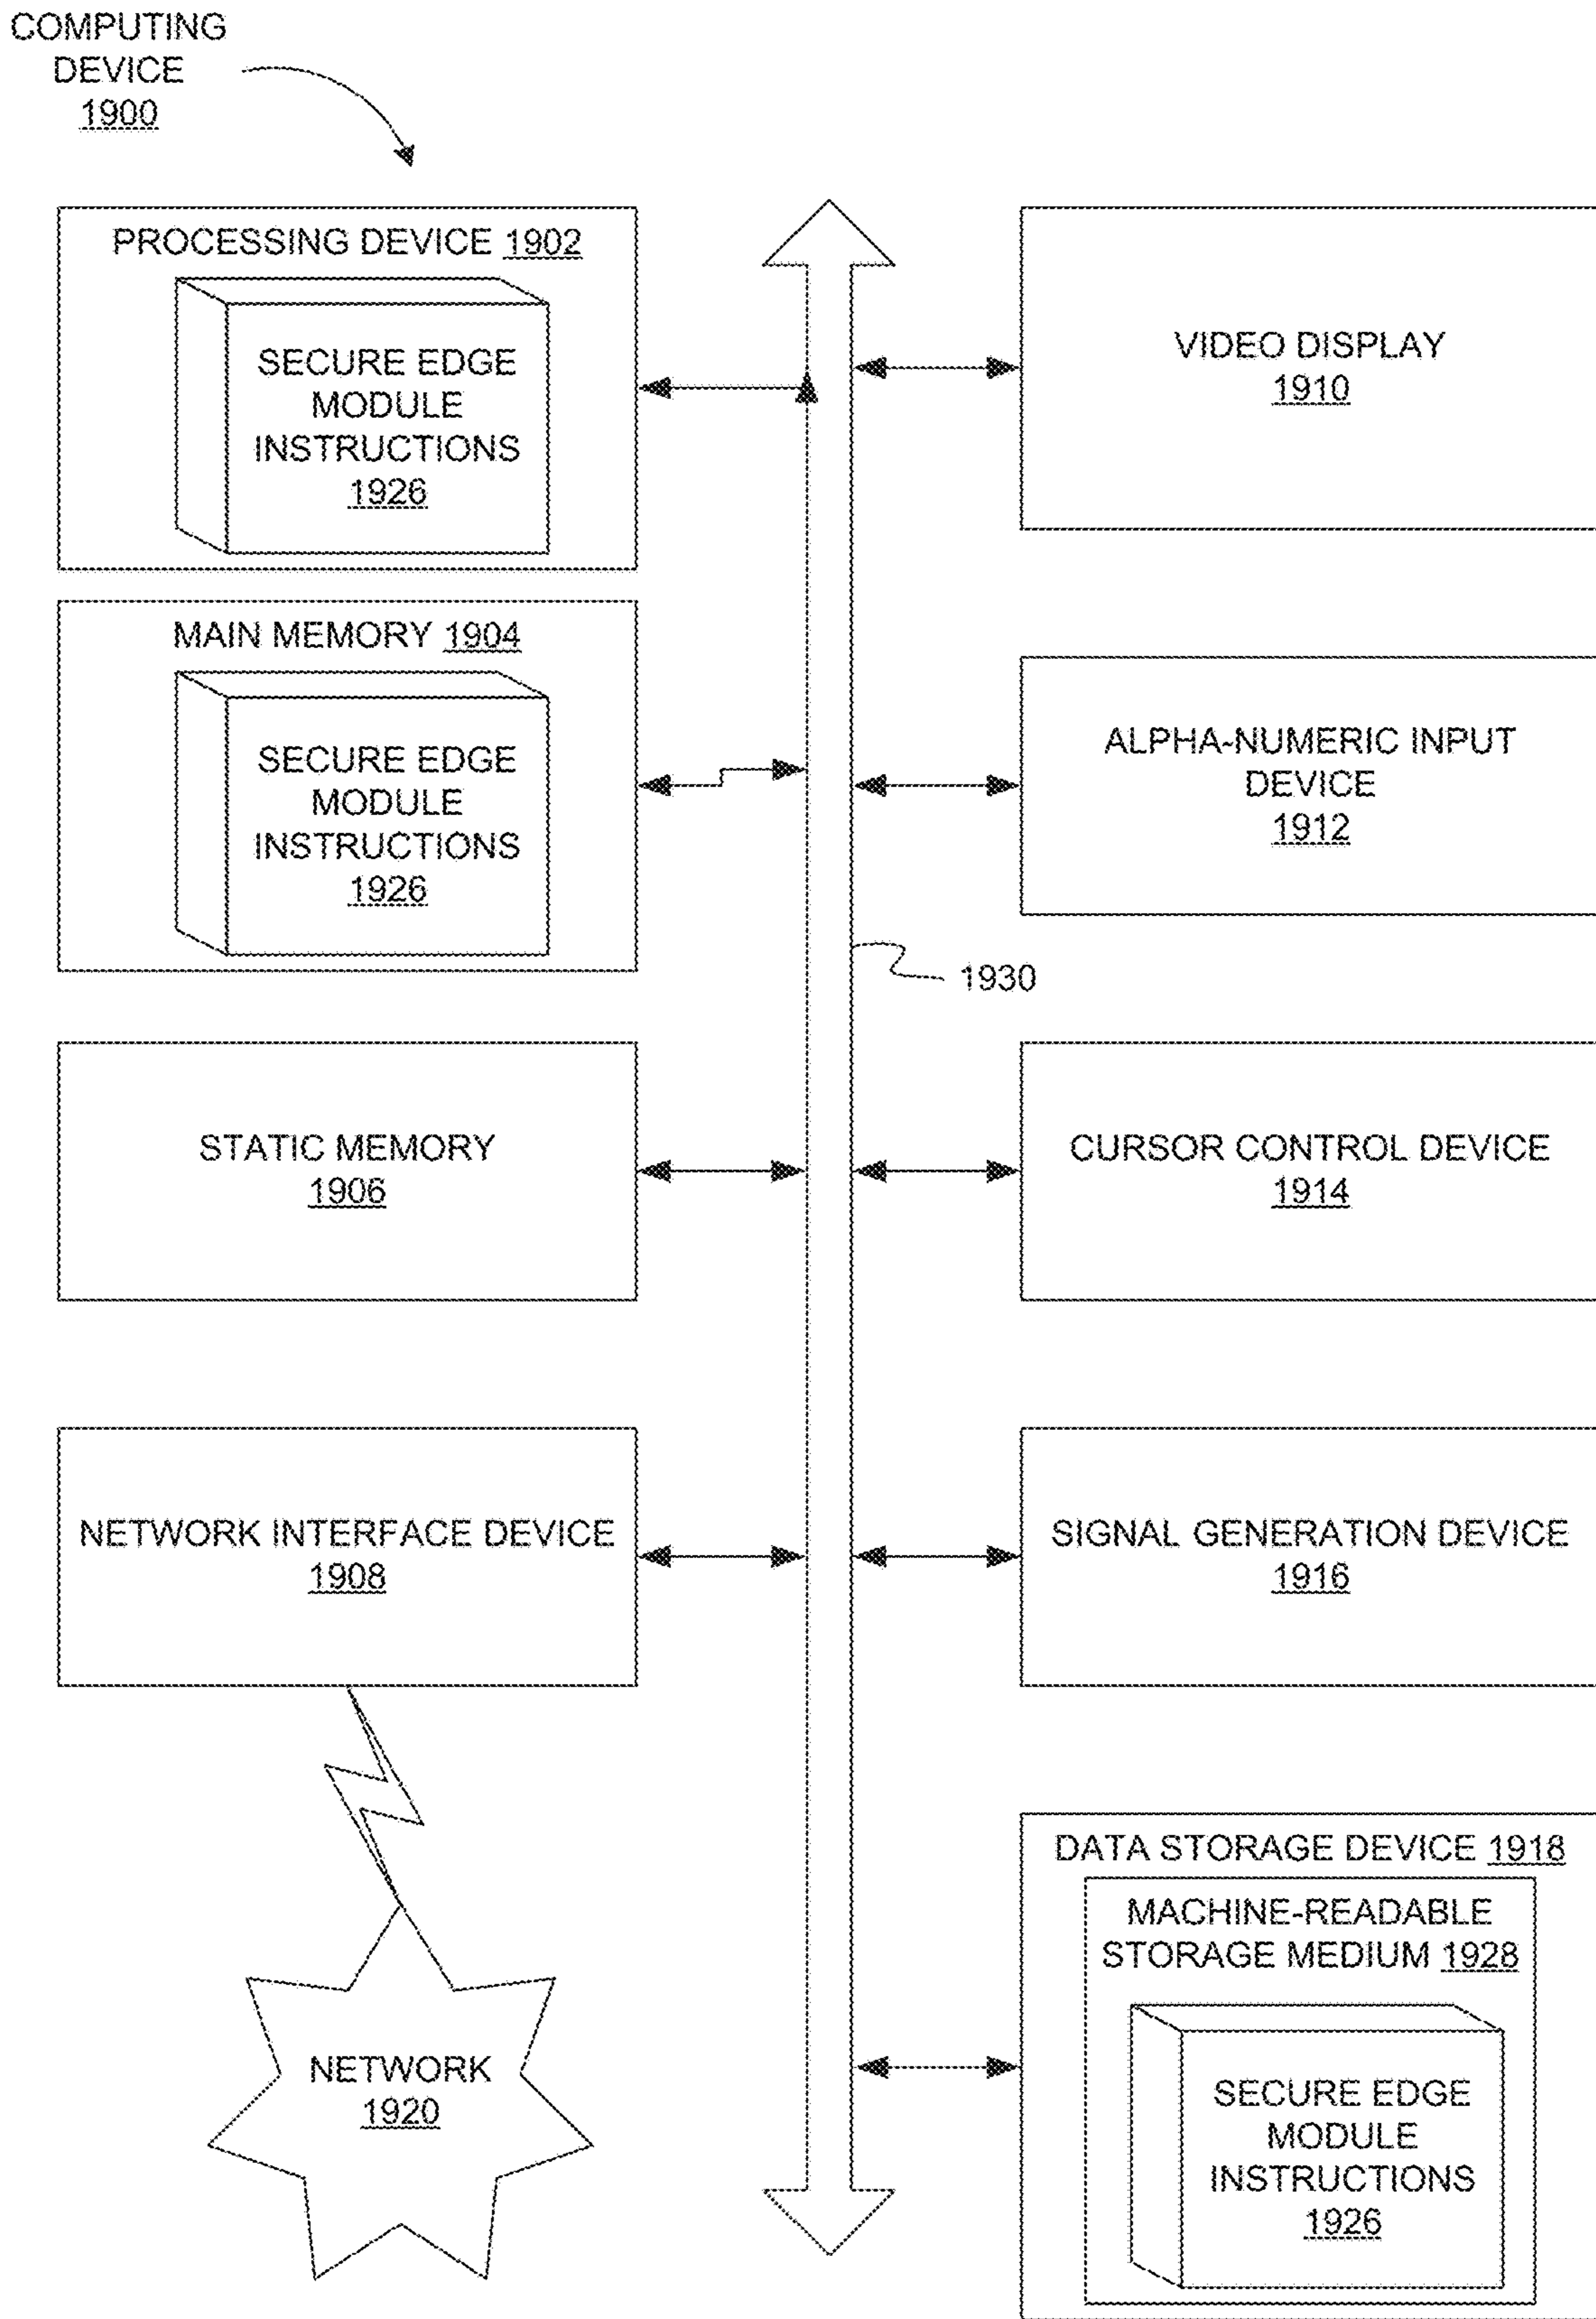 COMPUTING
DEVICE
1900
PROCESSING DEVICE 1902
SECURE EDGE
MODULE
INSTRUCTIONS
1926
MAIN MEMORY 1904
SECURE EDGE
MODULE
INSTRUCTIONS
1926
STATIC MEMORY
1906
NETWORK INTERFACE DEVICE
1908
NETWORK
1920
1930
VIDEO DISPLAY
1910
ALPHA-NUMERIC INPUT
DEVICE
1912
CURSOR CONTROL DEVICE
1914
SIGNAL GENERATION DEVICE
1916
DATA STORAGE DEVICE 1918
MACHINE-READABLE
STORAGE MEDIUM 1928
SECURE EDGE
MODULE
INSTRUCTIONS
1926